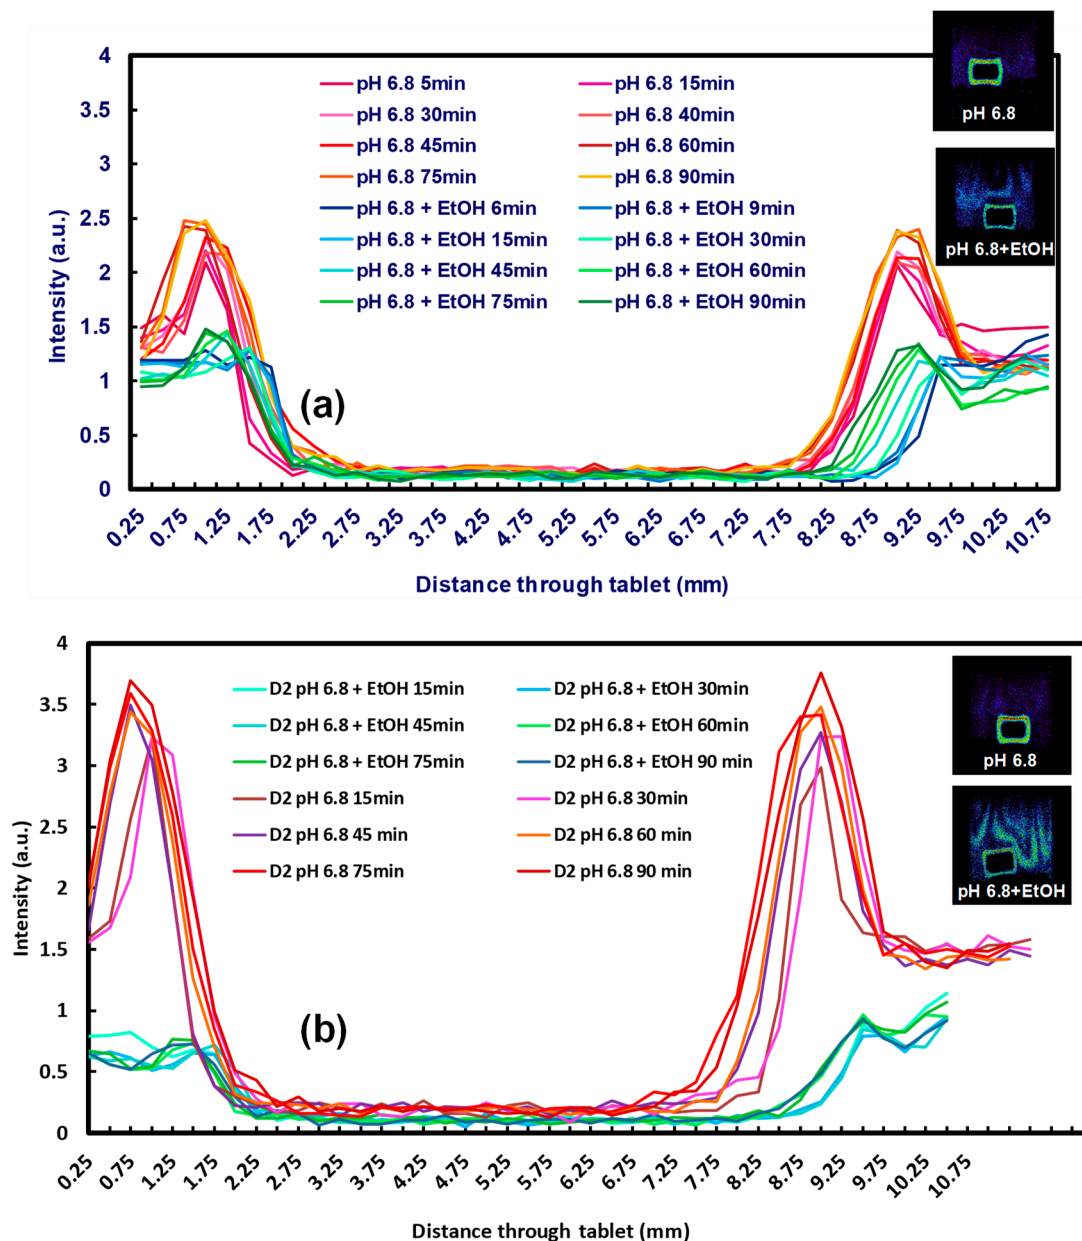 4
3.5
3
2.5
2
1.5
1
0.5
0
Intensity (a.u.)
pH 6.8 5min
pH 6.8 15min
pH 6.8 30min
pH 6.8 40min
pH 6.8 45min
pH 6.8 60min
pH 6.8 75min
pH 6.8 90min
pH 6.8 + EtOH 6min
pH 6.8 + EtOH 9min
pH 6.8 + EtOH 15min
pH 6.8 + EtOH 30min
pH 6.8 + EtOH 45min
pH 6.8 + EtOH 60min
pH 6.8 + EtOH 75min
pH 6.8 + EtOH 90min
pH 6.8
pH 6.8+EtOH
(a)
0.25 0.75 1.25 1.75 2.25 2.75 3.25 3.75 4.25 4.75 5.25 5.75 6.25 6.75 7.25 7.75 8.25 8.75 9.25 9.75 10.25 10.75
Distance through tablet (mm)
4
3.5
3
2.5
2
1.5
1
0.5
0
Intensity (a.u.)
D2 pH 6.8 + EtOH 15min
D2 pH 6.8 + EtOH 30min
D2 pH 6.8 + EtOH 45min
D2 pH 6.8 + EtOH 60min
D2 pH 6.8 + EtOH 75min
D2 pH 6.8 + EtOH 90 min
D2 pH 6.8 15min
D2 pH 6.8 30min
D2 pH 6.8 45 min
D2 pH 6.8 60 min
D2 pH 6.8 75min
D2 pH 6.8 90 min
pH 6.8
pH 6.8+EtOH
(b)
0.25 0.75 1.25 1.75 2.25 2.75 3.25 3.75 4.25 4.75 5.25 5.75 6.25 6.75 7.25 7.75 8.25 8.75 9.25 9.75 10.25 10.75
Distance through tablet (mm)